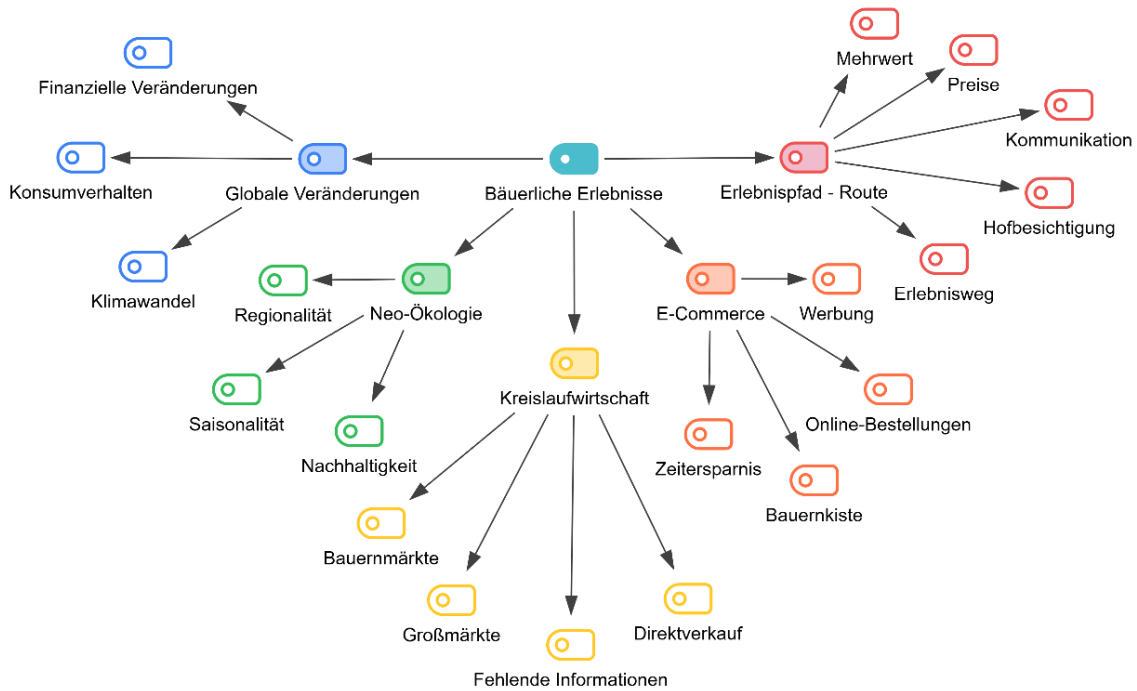 Mehrwert
Preise
Finanzielle Veränderungen
Kommunikation
Konsumverhalten
Globale Veränderungen
Bäuerliche Erlebnisse
Erlebnispfad - Route
Hofbesichtigung
Klimawandel
Regionalität
Neo-Ökologie
E-Commerce
Werbung
Erlebnisweg
Kreislaufwirtschaft
Saisonalität
Online-Bestellungen
Nachhaltigkeit
Zeitersparnis
Bauernkiste
Bauernmärkte
Großmärkte
Direktverkauf
Fehlende Informationen